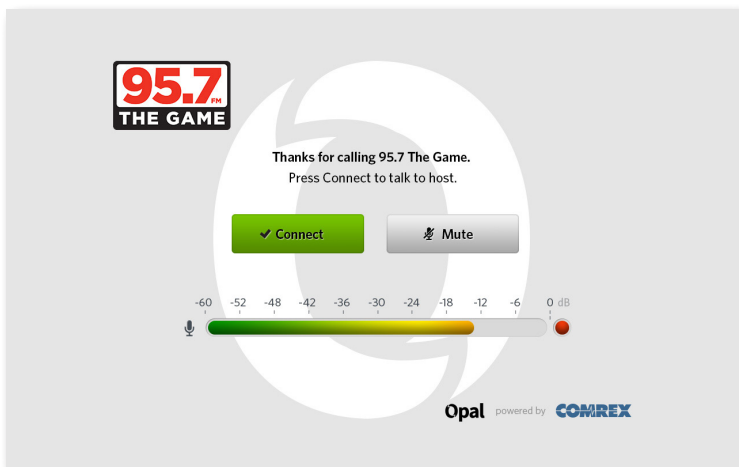 95.7
FM
THE GAME
Thanks for calling 95.7 The Game.
Press Connect to talk to host.
Connect
Mute
-60 -52 -48 -42 -36 -30 -24 -18 -12 -6 0 dB
Opal powered by COMREX